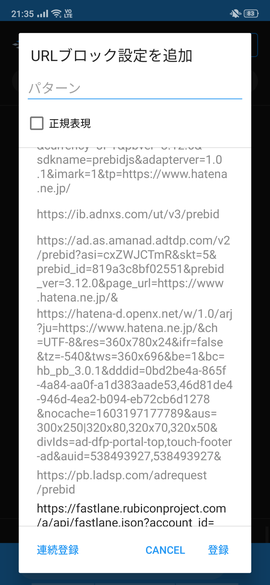 21:35
83
URLブロック設定を追加
パターン
正規表現
sdkname=prebidjs&adapterver=1.0
.1&imark=1&tp=https://www.hatena
.ne.jp/
https://ib.adnxs.com/ut/v3/prebid
https://ad.as.amanad.adtdp.com/v2
/prebid?asi=cxZWJCTmR&skt=5&
prebid_id=819a3c8bf02551&prebid
_ver=3.12.0&page_url=https://www
.hatena.ne.jp/&
https://hatena-d.openx.net/w/1.0/arj
?ju=https://www.hatena.ne.jp/&ch
=UTF-8&res=360x780x24&ifr=false
&tz=-540&tws=360x696&be=1&bc=
hb_pb_3.0.1&dddid=0bd2be4a-865f
-4a84-aa0f-a1d383aade53,46d81de4
-946d-4ea2-b094-eb72cb6d1278
&nocache=1603197177789&aus=
300x250|320x80,320x70,320x50&
divIds=ad-dfp-portal-top,touch-footer
-ad&auid=538493927,538493927&
https://pb.ladsp.com/adrequest
/prebid
https://fastlane.rubiconproject.com
/a/api/fastlane.json?account_id=
連続登録 CANCEL 登録